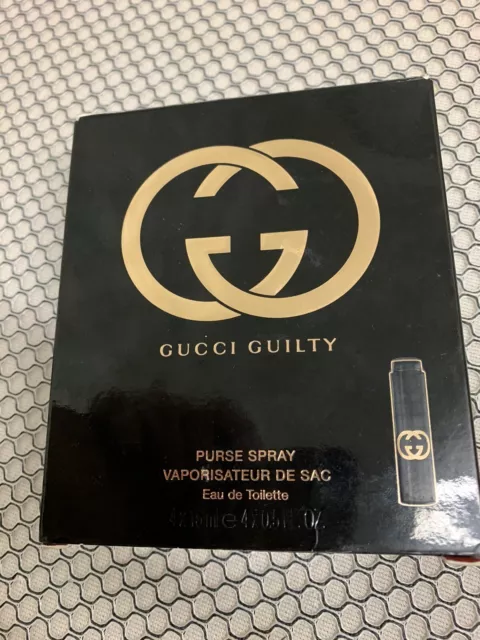 GUCCI GUILTY
PURSE SPRAY
VAPORISATEUR DE SAC
Eau de Toilette